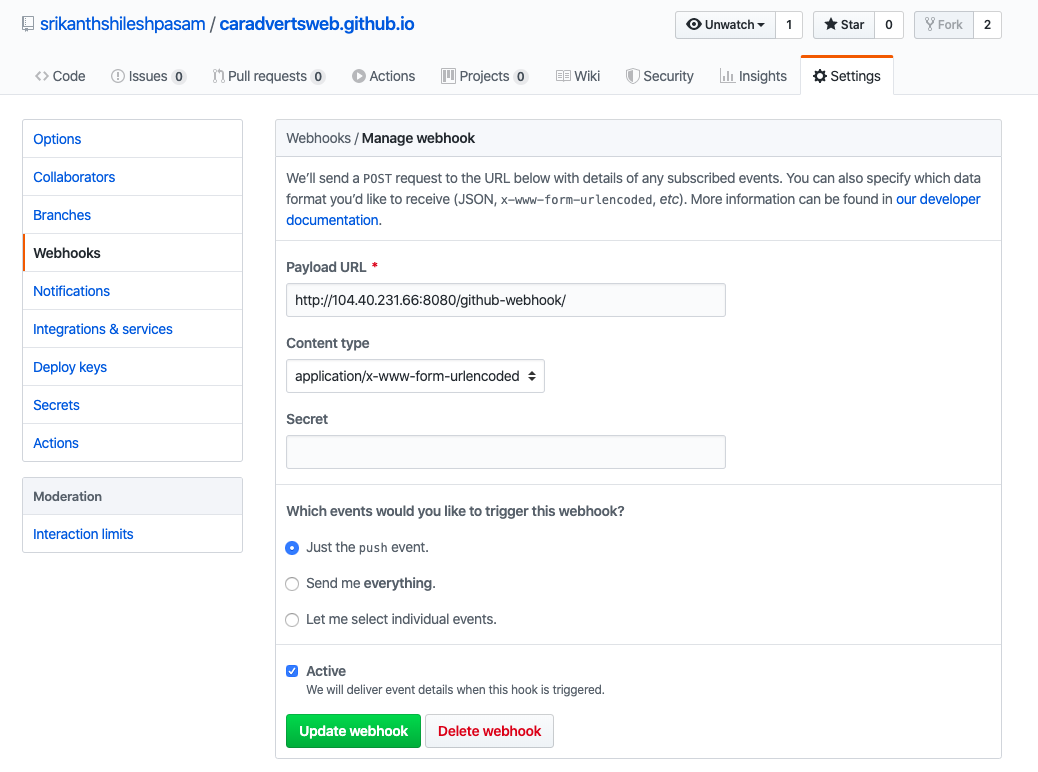 srikanthshileshpasam / caradvertsweb.github.io
Unwatch 1 Star 0 Fork 2
Code Issues 0 Pull requests 0 Actions Projects 0 Wiki Security Insights Settings
Options
Collaborators
Branches
Webhooks
Notifications
Integrations & services
Deploy keys
Secrets
Actions
Moderation
Interaction limits
Webhooks / Manage webhook
We’ll send a POST request to the URL below with details of any subscribed events. You can also specify which data
format you’d like to receive (JSON, x-www-form-urlencoded, etc). More information can be found in our developer
documentation.
Payload URL *
http://104.40.231.66:8080/github-webhook/
Content type
application/x-www-form-urlencoded
Secret
Which events would you like to trigger this webhook?
Just the push event.
Send me everything.
Let me select individual events.
Active
We will deliver event details when this hook is triggered.
Update webhook Delete webhook